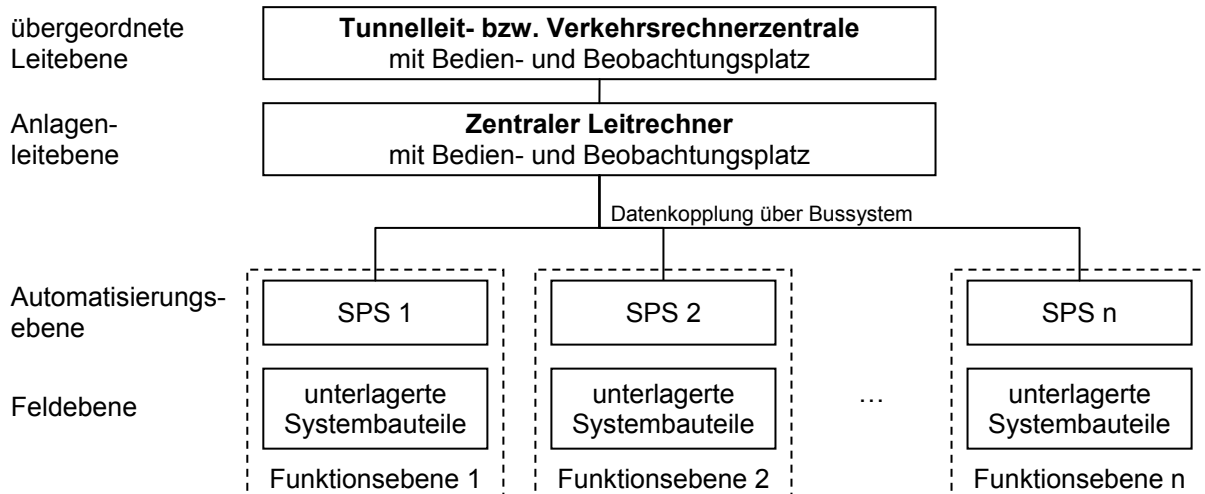 übergeordnete
Leitebene
Tunnelleit- bzw. Verkehrsrechnerzentrale
mit Bedien- und Beobachtungsplatz
Anlagen-
leitebene
Zentraler Leitrechner
mit Bedien- und Beobachtungsplatz
Datenkopplung über Bussystem
Automatisierungs-
ebene
SPS 1
SPS 2
SPS n
Feldebene
unterlagerte
Systembauteile
unterlagerte
Systembauteile
…
unterlagerte
Systembauteile
Funktionsebene 1
Funktionsebene 2
Funktionsebene n